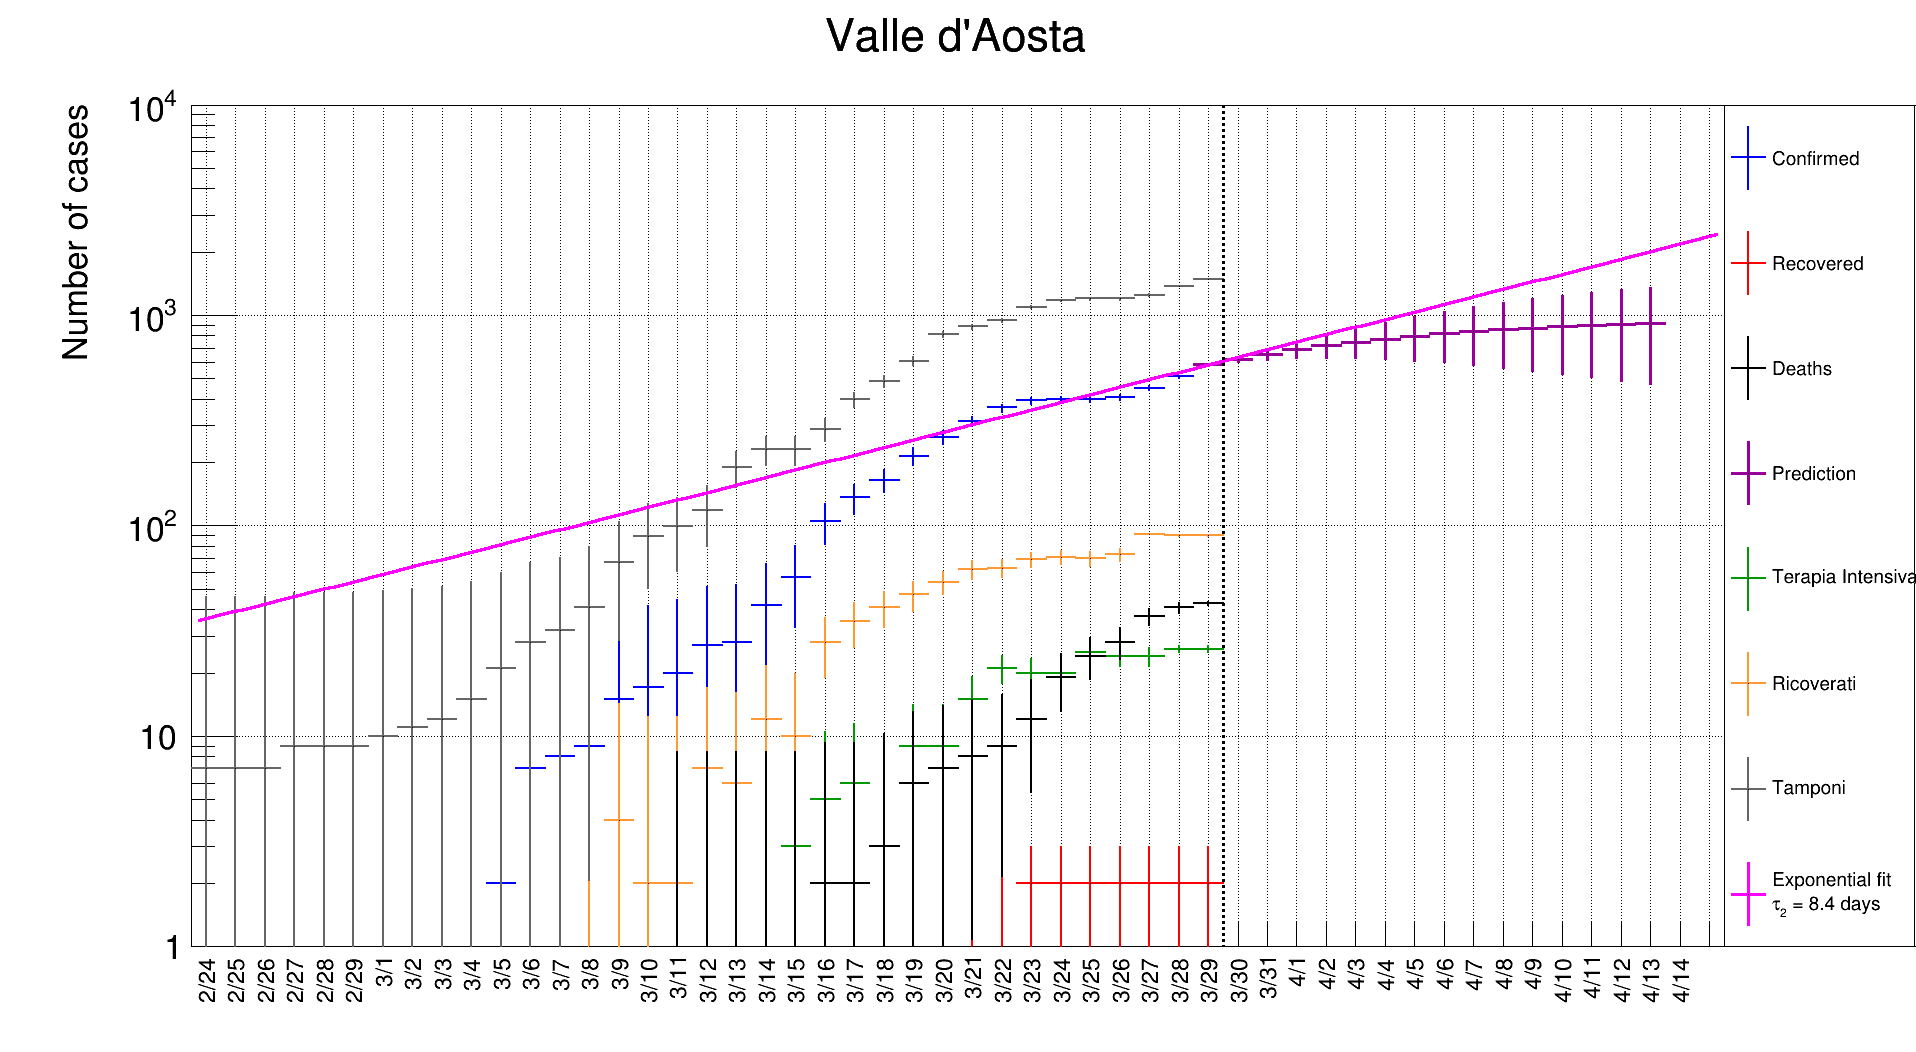 Valle d'Aosta
Number of cases
10^4
10^3
10^2
10
1
2/24 2/25 2/26 2/27 2/28 2/29 3/1 3/2 3/3 3/4 3/5 3/6 3/7 3/8 3/9 3/10 3/11 3/12 3/13 3/14 3/15 3/16 3/17 3/18 3/19 3/20 3/21 3/22 3/23 3/24 3/25 3/26 3/27 3/28 3/29 3/30 3/31 4/1 4/2 4/3 4/4 4/5 4/6 4/7 4/8 4/9 4/10 4/11 4/12 4/13 4/14
Confirmed
Recovered
Deaths
Prediction
Terapia Intensiva
Ricoverati
Tamponi
Exponential fit
τ₂ = 8.4 days